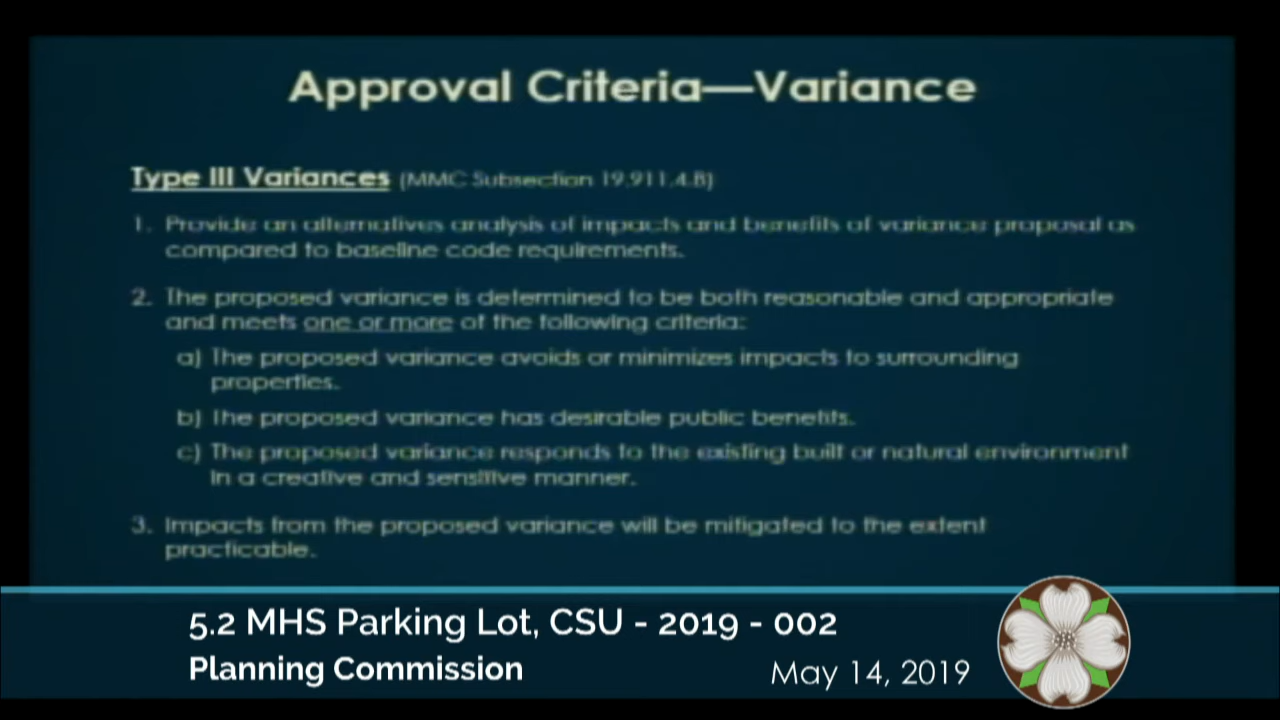 Approval Criteria—Variance
Type III Variances (MMC Subsection 19.911.4.B)
1. Provide an alternatives analysis of impacts and benefits of variance proposal as
compared to baseline code requirements.
2. The proposed variance is determined to be both reasonable and appropriate
and meets one or more of the following criteria:
a) The proposed variance avoids or minimizes impacts to surrounding
properties.
b) The proposed variance has desirable public benefits.
c) The proposed variance responds to the existing built or natural environment
in a creative and sensitive manner.
3. Impacts from the proposed variance will be mitigated to the extent
practicable.
5.2 MHS Parking Lot, CSU - 2019 - 002
Planning Commission
May 14, 2019